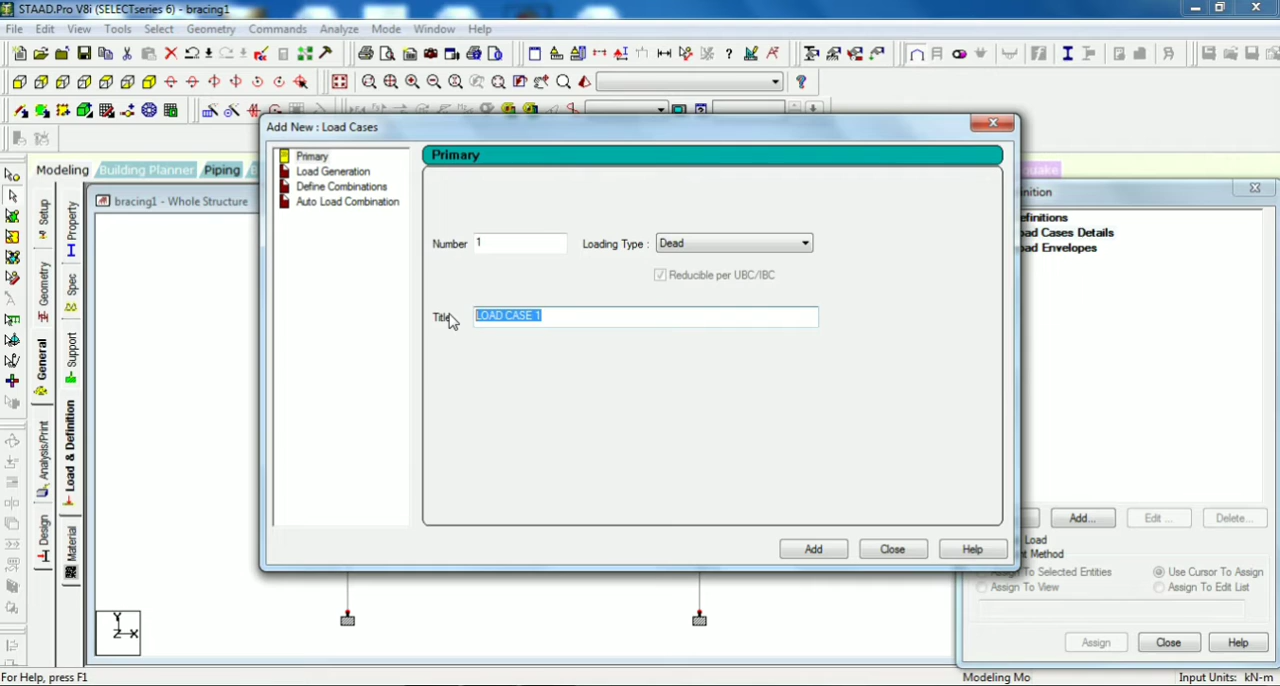 STAAD.Pro V8i (SELECTseries 6) - bracing1
File Edit View Tools Select Geometry Commands Analyze Mode Window Help
Add New : Load Cases
Modeling Building Planner Piping
bracing1 - Whole Structure
Primary
Load Generation
Define Combinations
Auto Load Combination
Primary
Number 1 Loading Type : Dead
Reducible per UBC/IBC
Title LOAD CASE 1
Add Close Help
Setup
Geometry
General
Analysis/Print
Design
Property
Spec
Support
Load & Definition
Material
Load Envelopes
Add... Edit ... Delete...
Load
Method
Assign To Selected Entities Use Cursor To Assign
Assign To View Assign To Edit List
Assign Close Help
Y
Z X
For Help, press F1 Modeling Mo Input Units: kN-m